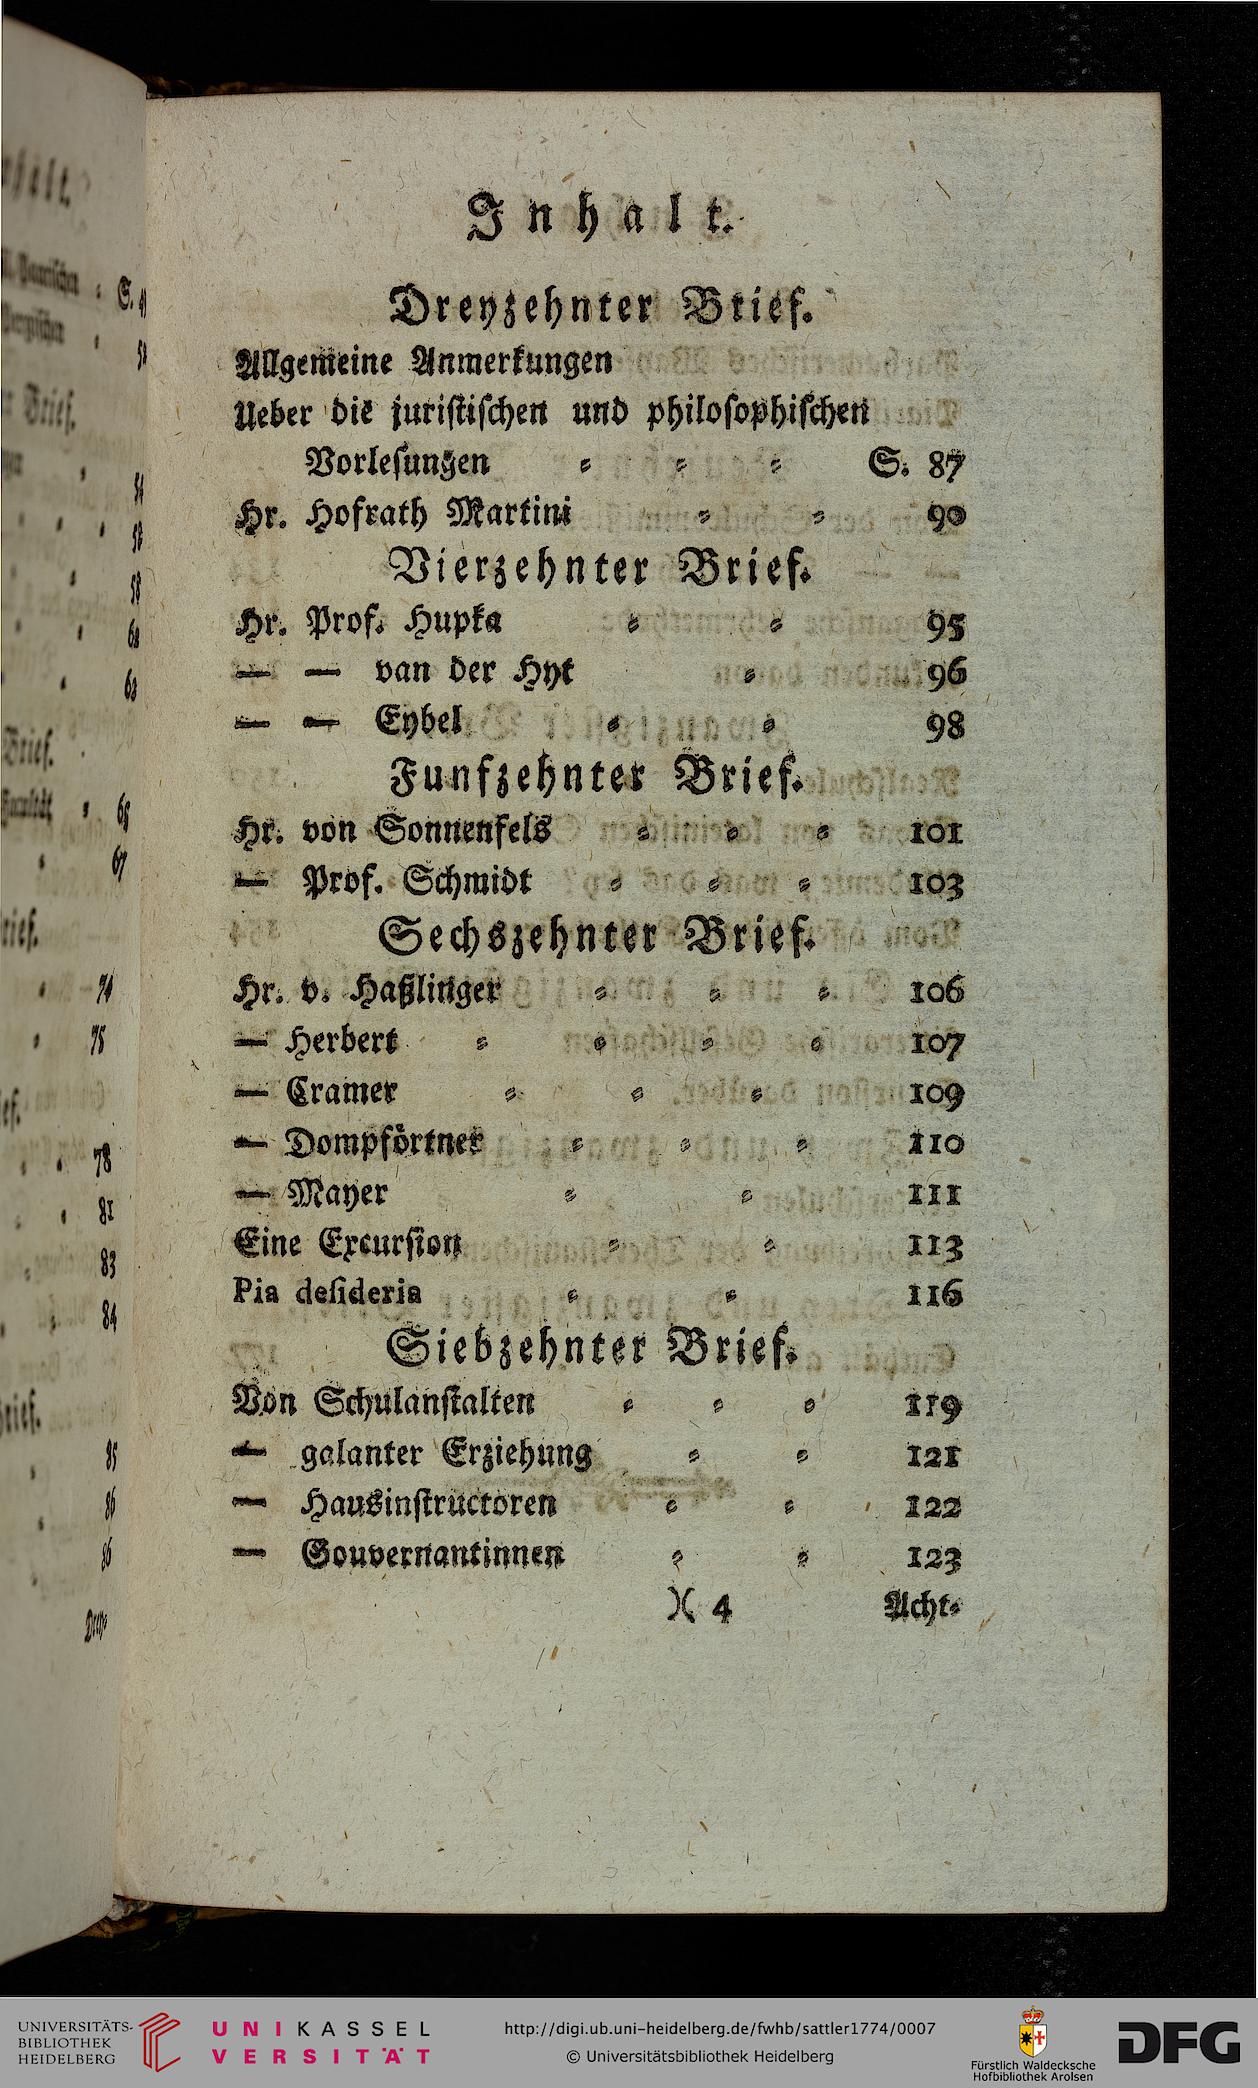 Inhalt.
Dreyzehnter Brief.
Allgemeine Anmerkungen
Ueber die juristischen und philosophischen
Vorlesungen = = = S. 87
Hr. Hofrath Martini = = 90
Vierzehnter Brief.
Hr. Prof. Hupka = = 95
— — van der Hyt = 96
— — Eybel = = 98
Funfzehnter Brief.
Hr. von Sonnenfels = = = 101
— Prof. Schmidt = = = 103
Sechszehnter Brief.
Hr. v. Haßlinger = = = 106
— Herbert = = = = 107
— Cramer = = = 109
— Dompförtner = = = 110
— Mayer = = 111
Eine Excursion = = 113
Pia desideria = = 116
Siebzehnter Brief.
Von Schulanstalten = = = 119
— galanter Erziehung = = 121
— Hausinstructoren = = 122
— Gouvernantinnen = = 123
)( 4 Acht=
UNIVERSITÄTS-
BIBLIOTHEK
HEIDELBERG
UNIKASSEL
VERSITÄT
http://digi.ub.uni-heidelberg.de/fwhb/sattler1774/0007
© Universitätsbibliothek Heidelberg
Fürstlich Waldecksche
Hofbibliothek Arolsen
DFG